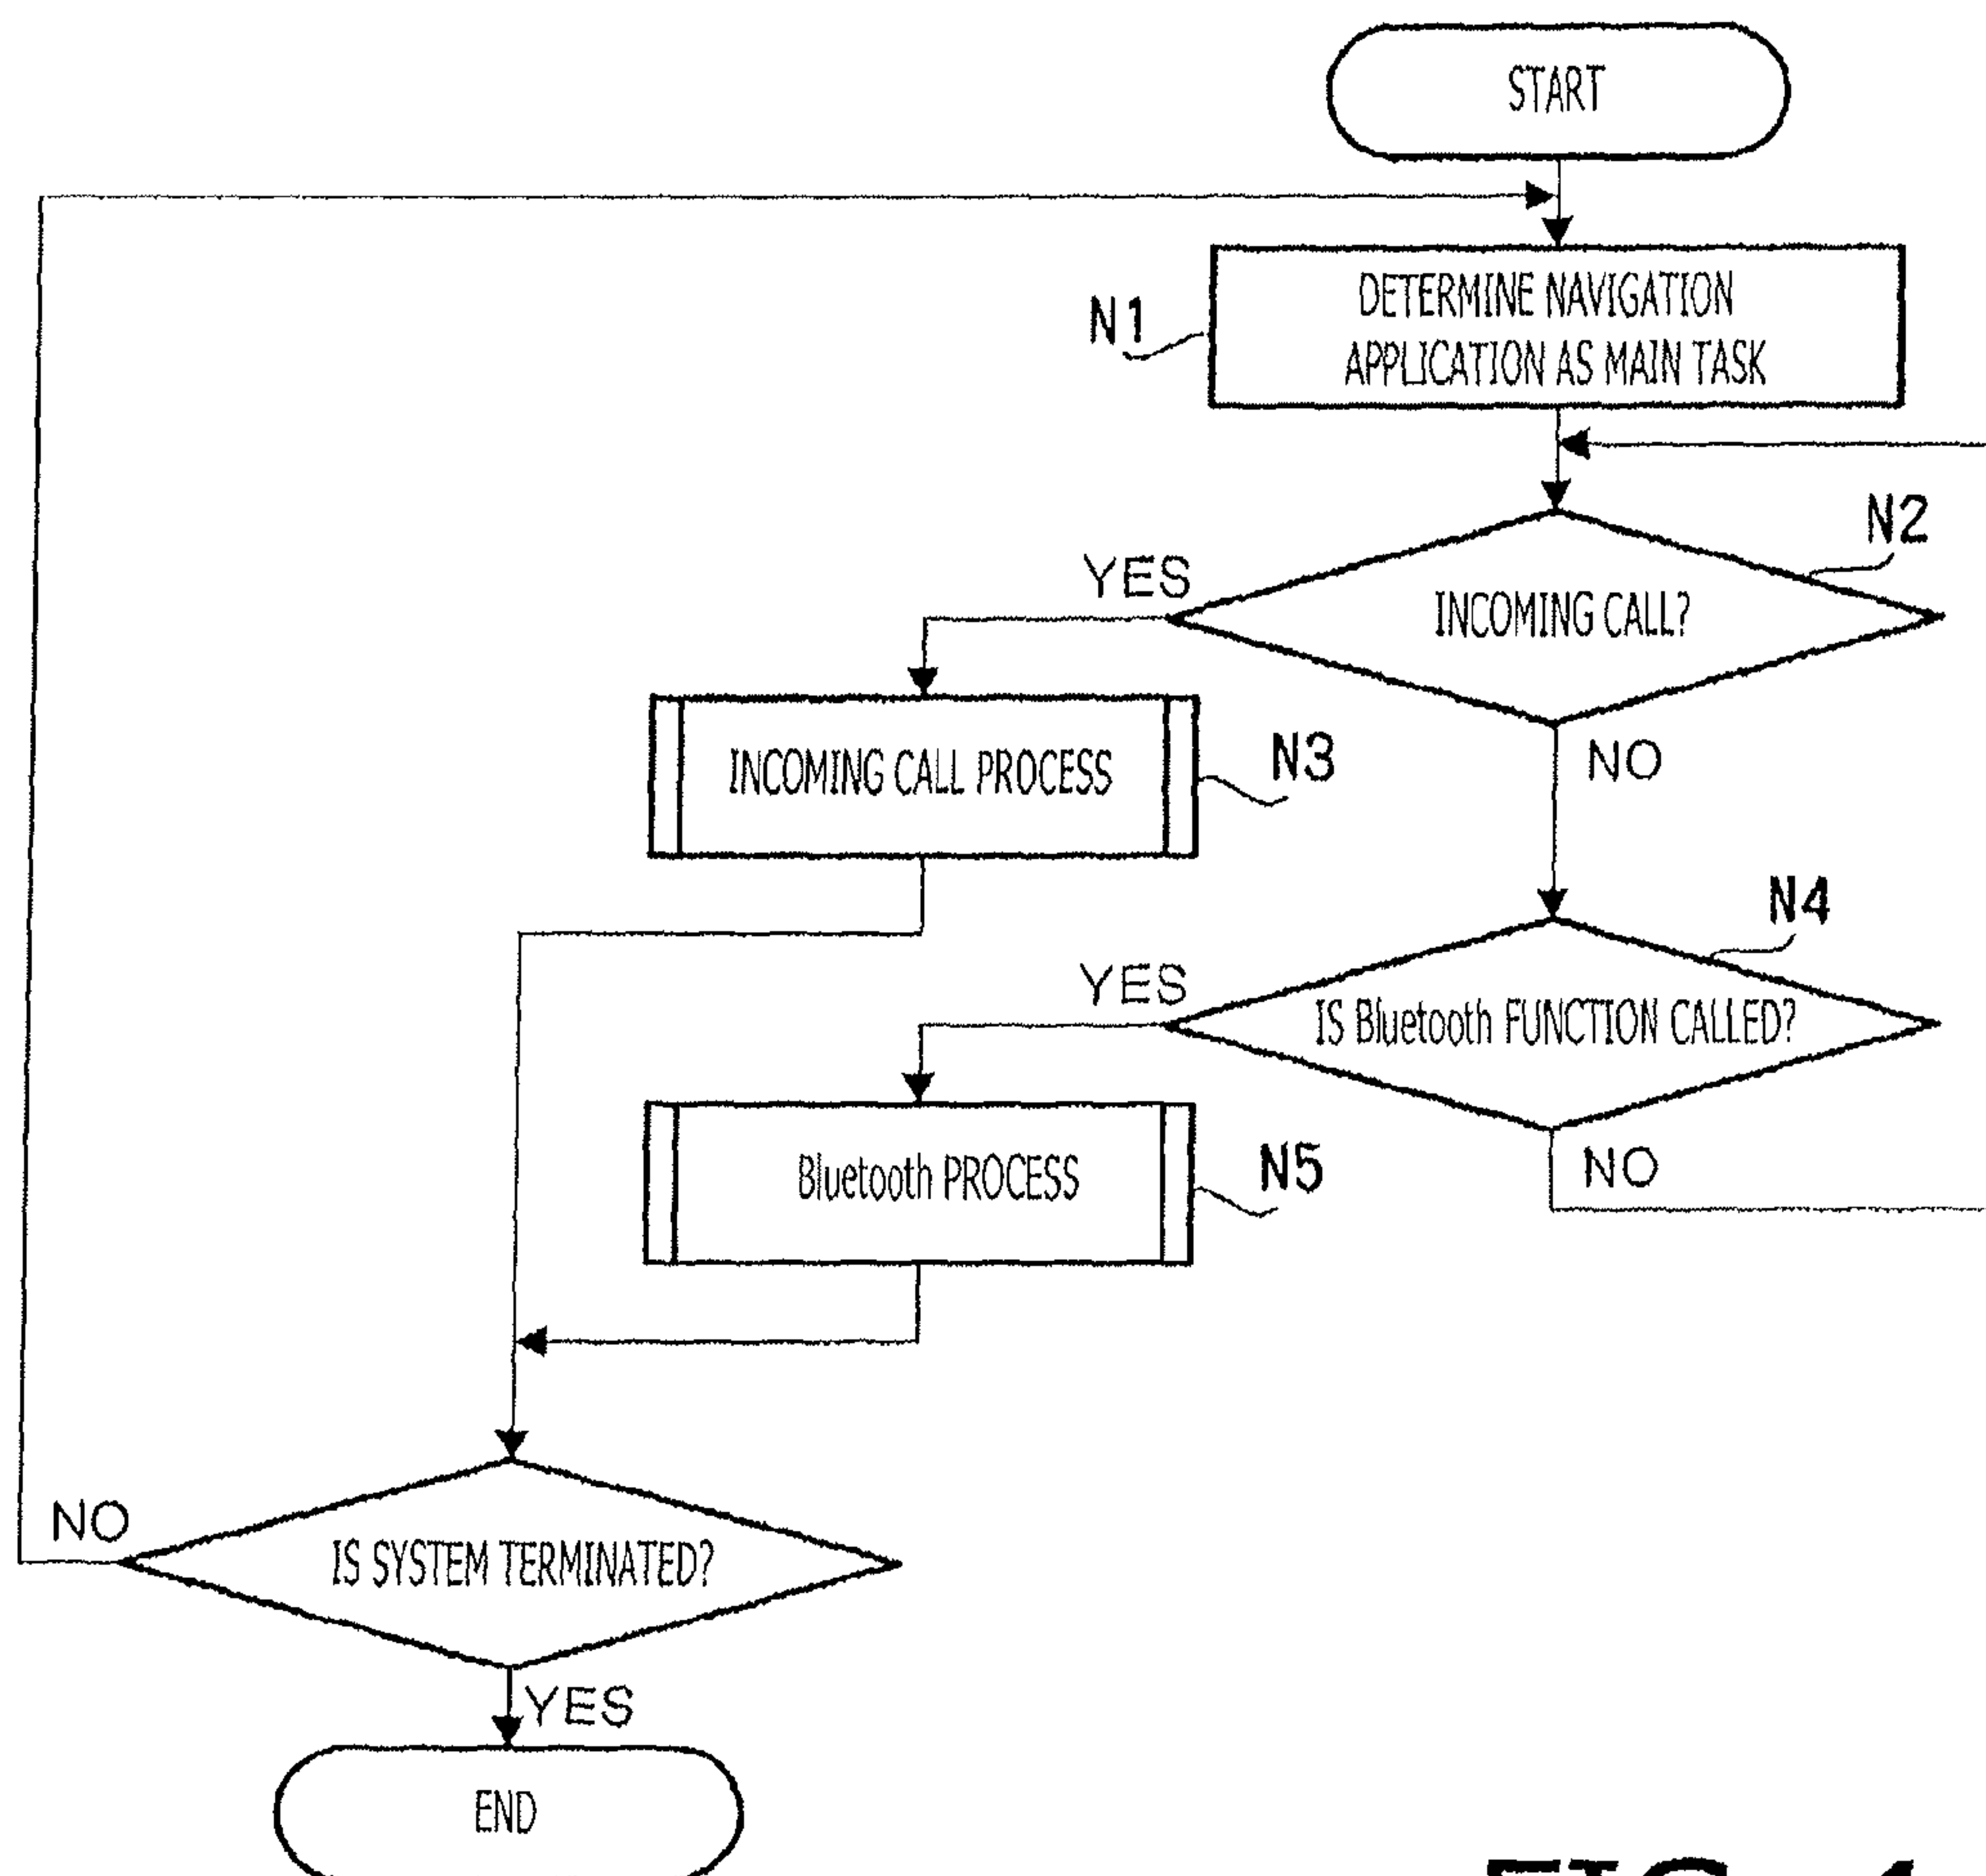 START
DETERMINE NAVIGATION
APPLICATION AS MAIN TASK
N1
N2
YES
INCOMING CALL?
INCOMING CALL PROCESS
N3
NO
N4
YES
IS Bluetooth FUNCTION CALLED?
Bluetooth PROCESS
N5
NO
NO
IS SYSTEM TERMINATED?
YES
END